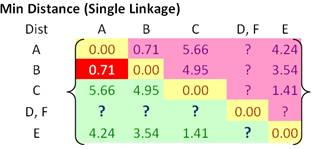 Min Distance (Single Linkage)
Dist A B C D, F E
A 0.00 0.71 5.66 ? 4.24
B 0.71 0.00 4.95 ? 3.54
C 5.66 4.95 0.00 ? 1.41
D, F ? ? ? 0.00 ?
E 4.24 3.54 1.41 ? 0.00